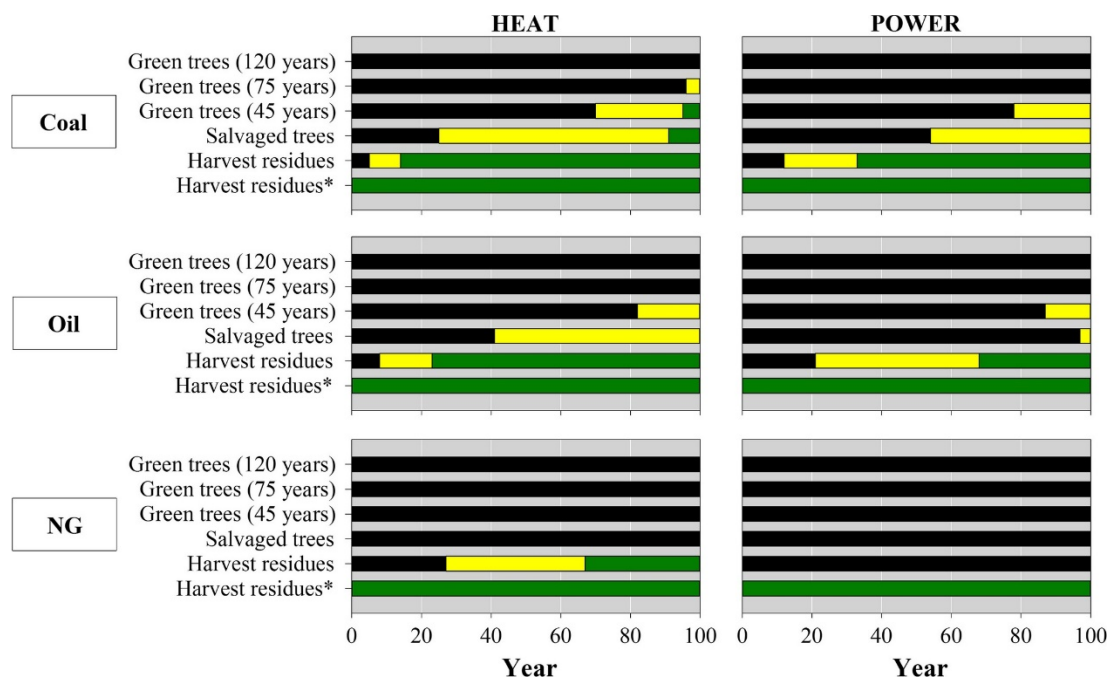 HEAT POWER
Coal
Green trees (120 years)
Green trees (75 years)
Green trees (45 years)
Salvaged trees
Harvest residues
Harvest residues*
Oil
Green trees (120 years)
Green trees (75 years)
Green trees (45 years)
Salvaged trees
Harvest residues
Harvest residues*
NG
Green trees (120 years)
Green trees (75 years)
Green trees (45 years)
Salvaged trees
Harvest residues
Harvest residues*
0 20 40 60 80 100 0 20 40 60 80 100
Year Year